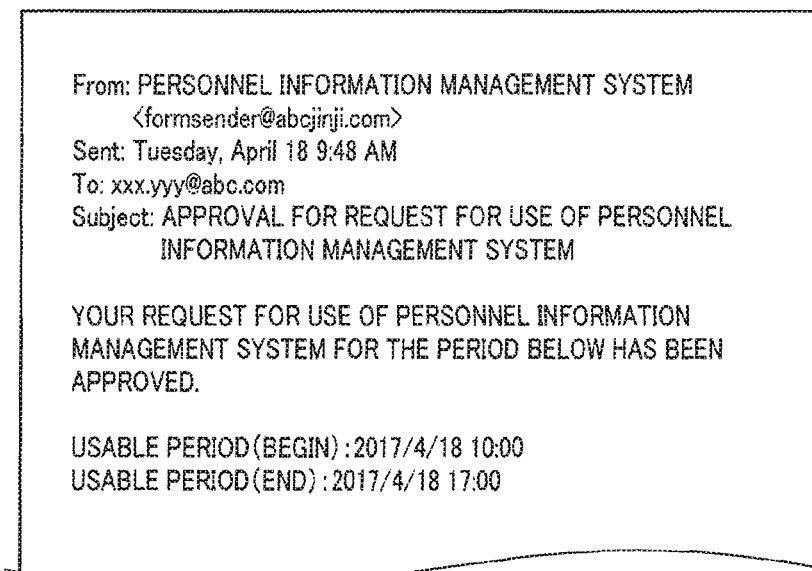 From: PERSONNEL INFORMATION MANAGEMENT SYSTEM
<formsender@abcjinji.com>
Sent: Tuesday, April 18 9:48 AM
To: xxx.yyy@abc.com
Subject: APPROVAL FOR REQUEST FOR USE OF PERSONNEL
INFORMATION MANAGEMENT SYSTEM
YOUR REQUEST FOR USE OF PERSONNEL INFORMATION
MANAGEMENT SYSTEM FOR THE PERIOD BELOW HAS BEEN
APPROVED.
USABLE PERIOD(BEGIN):2017/4/18 10:00
USABLE PERIOD(END):2017/4/18 17:00